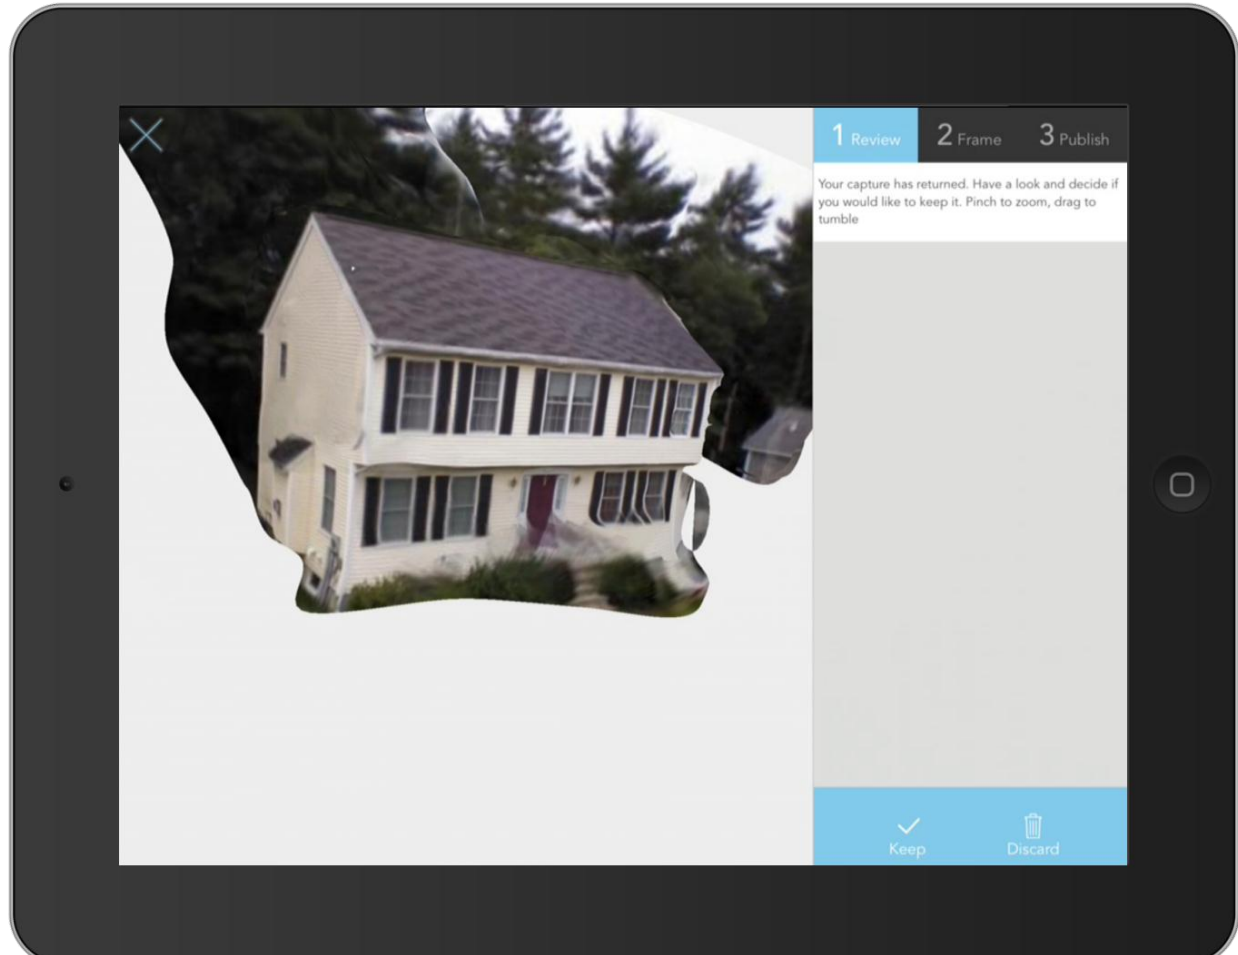 1 Review
2 Frame
3 Publish
Your capture has returned. Have a look and decide if
you would like to keep it. Pinch to zoom, drag to
tumble
Keep
Discard